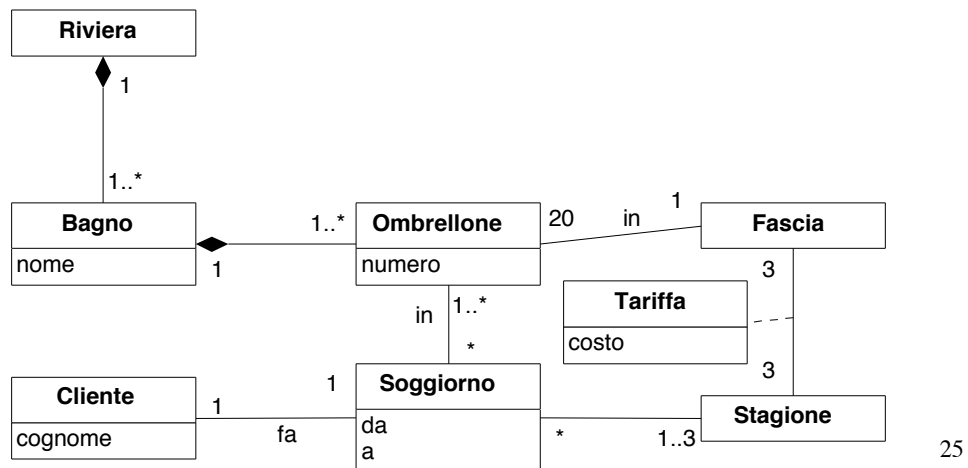 Riviera
1
1..*
Bagno
nome
1
1..*
Ombrellone
numero
20
in
1
Fascia
3
Tariffa
costo
3
Stagione
in
1..*
*
Cliente
cognome
1
fa
1
Soggiorno
da
a
*
1..3
25